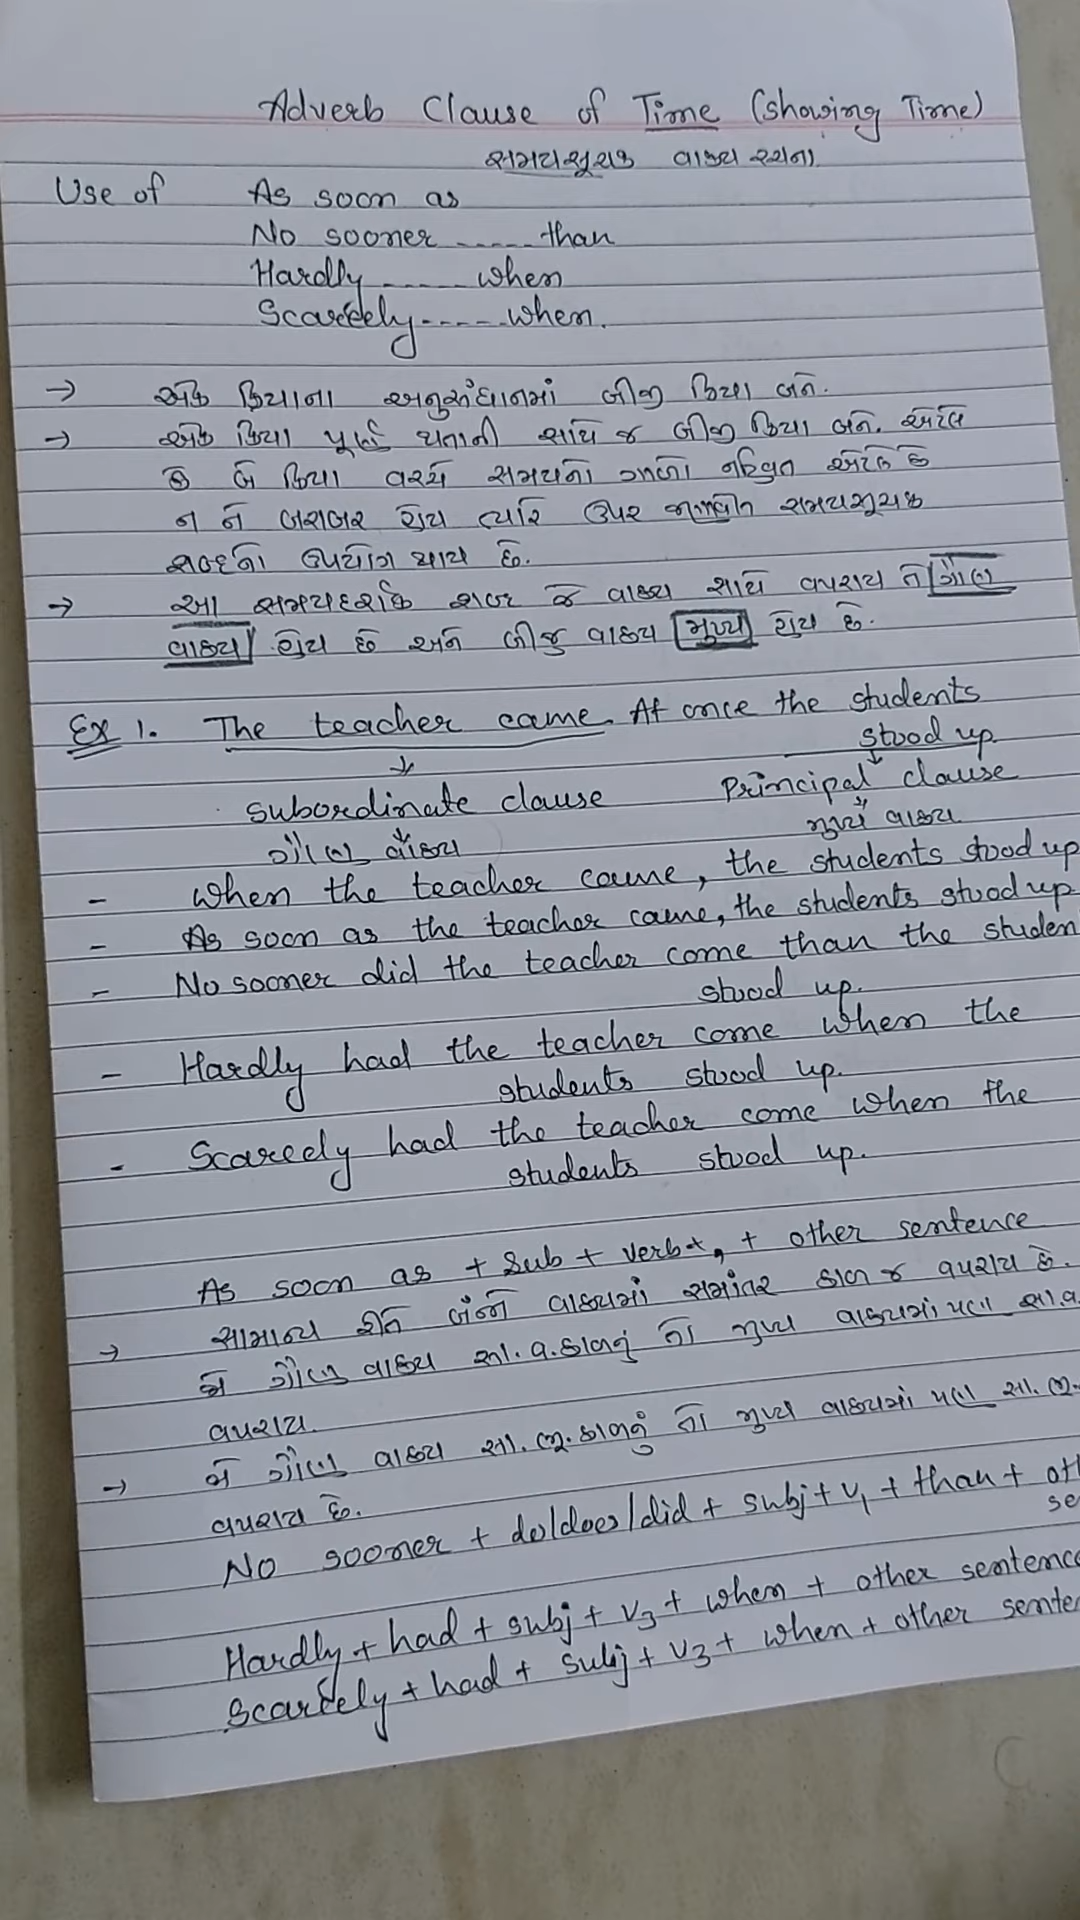 Adverb Clause of Time (Showing Time)
સમયસૂચક વાક્ય રચના
Use of As soon as
No sooner ..... than
Hardly ..... when
Scarcely ..... when.
→ એક ક્રિયાના અનુસંધાનમાં બીજી ક્રિયા બને.
→ એક ક્રિયા પૂર્ણ થતાની સાથે જ બીજી ક્રિયા બને. એટલે
કે બે ક્રિયા વચ્ચે સમયનો ગાળો નહિવત એટલે કે
ન ને બરાબર હોય ત્યારે ઉપર જણાવેલ સમયસૂચક
શબ્દનો ઉપયોગ થાય છે.
→ આ સમયદર્શક શબ્દ જે વાક્ય સાથે વપરાય તે ગૌણ
વાક્ય હોય છે અને બીજુ વાક્ય મુખ્ય હોય છે.
Ex 1. The teacher came. At once the students
stood up.
↓ ↓
Subordinate clause Principal clause
↓ ↓
ગૌણ વાક્ય મુખ્ય વાક્ય
- When the teacher came, the students stood up
- As soon as the teacher came, the students stood up.
- No sooner did the teacher come than the studen
stood up.
- Hardly had the teacher come when the
students stood up.
- Scarcely had the teacher come when the
students stood up.
As soon as + Sub + verb+, + other sentence
→ સામાન્ય રીતે બંને વાક્યમાં સમાંતર કાળ જ વપરાય છે.
જો ગૌણ વાક્ય સા. વ. કાળનું તો મુખ્ય વાક્યમાં પણ સા. વ.
વપરાય.
→ જો ગૌણ વાક્ય સા. ભૂ. કાળનું તો મુખ્ય વાક્યમાં પણ સા. ભૂ.
વપરાય છે.
No sooner + do/does/did + subj + V1 + than + oth
se
Hardly + had + subj + V3 + when + other sentence
Scarcely + had + subj + V3 + when + other senten